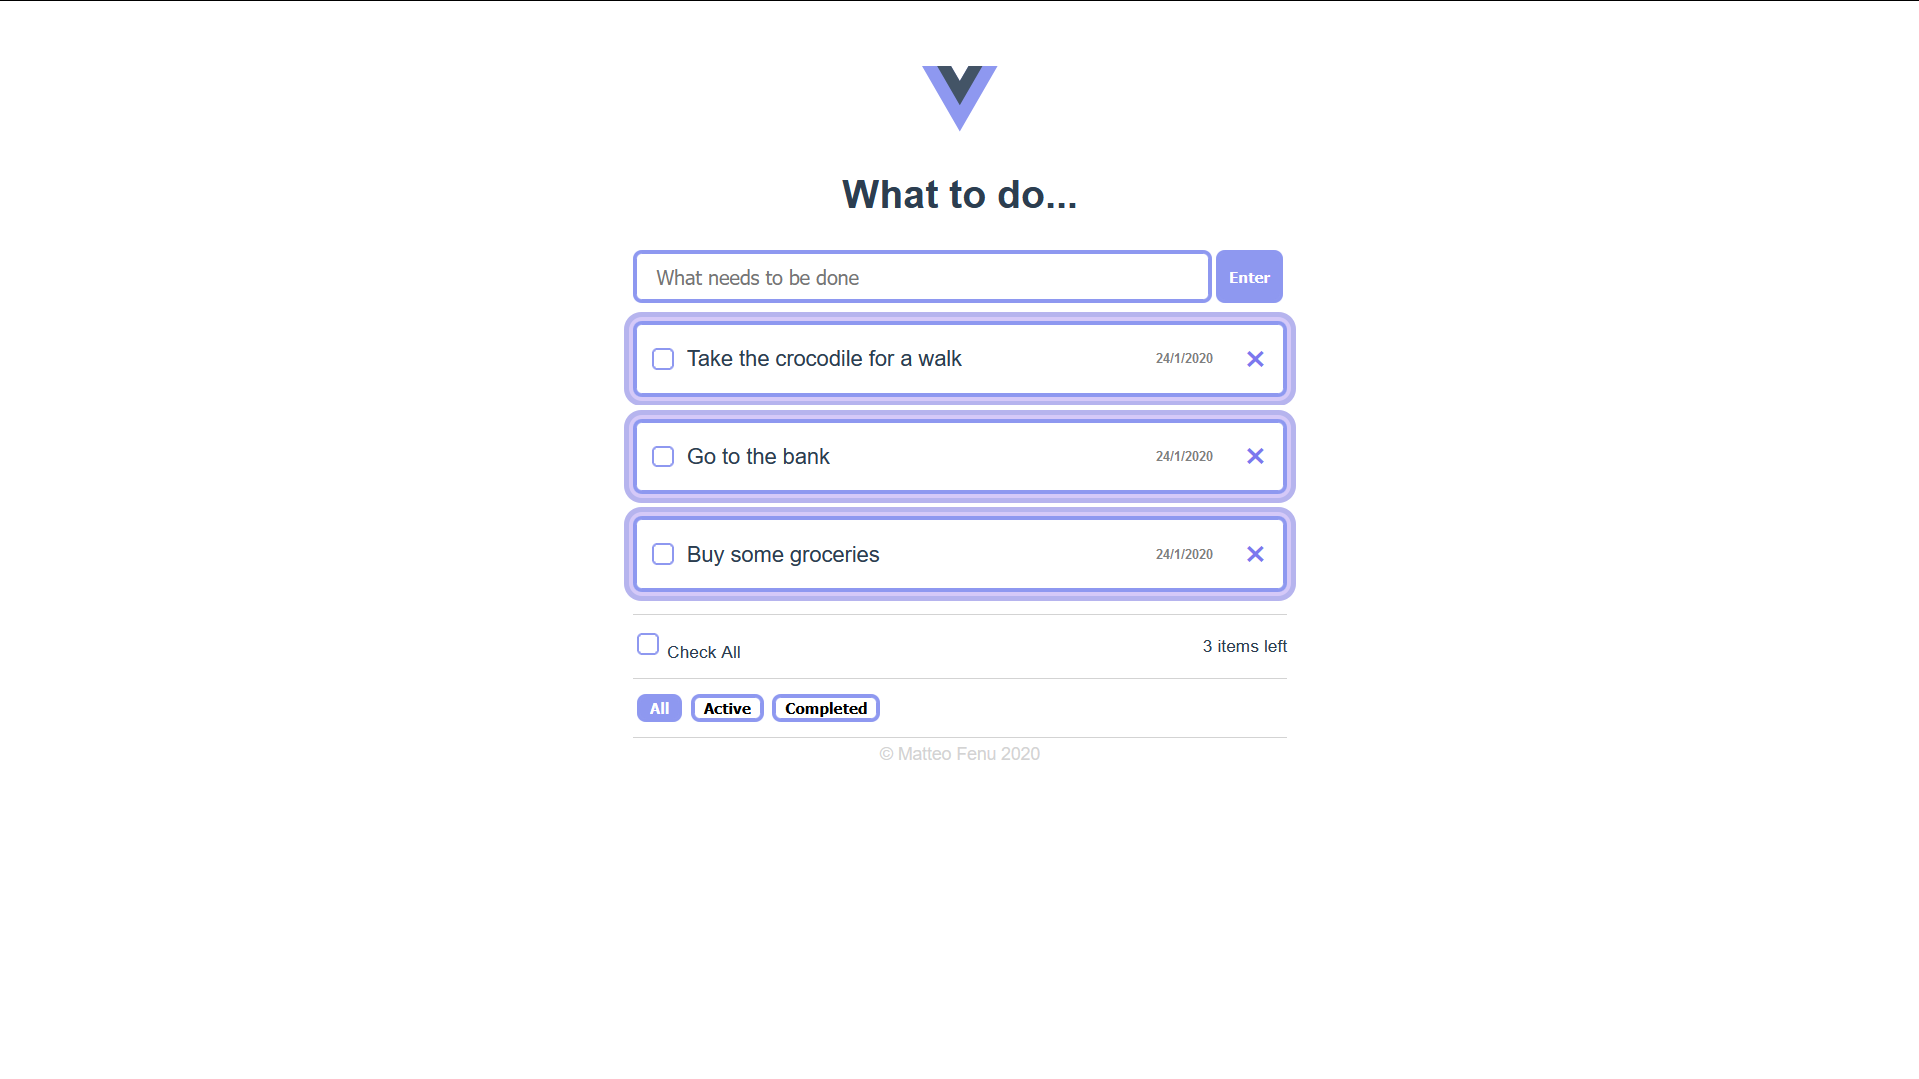 What to do...
What needs to be done
Enter
Take the crocodile for a walk 24/1/2020
Go to the bank 24/1/2020
Buy some groceries 24/1/2020
Check All 3 items left
All Active Completed
© Matteo Fenu 2020